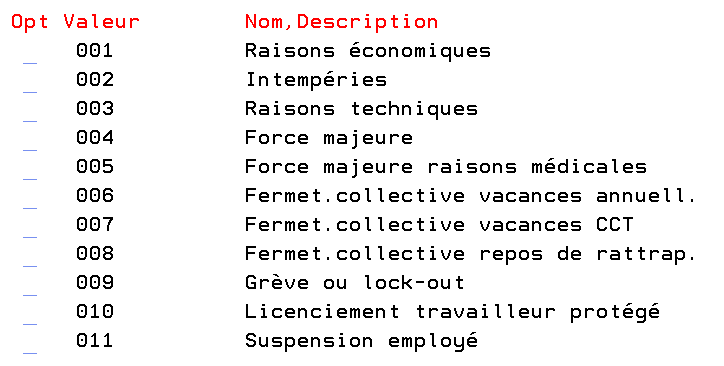 Opt Valeur Nom,Description
_ 001 Raisons économiques
_ 002 Intempéries
_ 003 Raisons techniques
_ 004 Force majeure
_ 005 Force majeure raisons médicales
_ 006 Fermet.collective vacances annuell.
_ 007 Fermet.collective vacances CCT
_ 008 Fermet.collective repos de rattrap.
_ 009 Grève ou lock-out
_ 010 Licenciement travailleur protégé
_ 011 Suspension employé